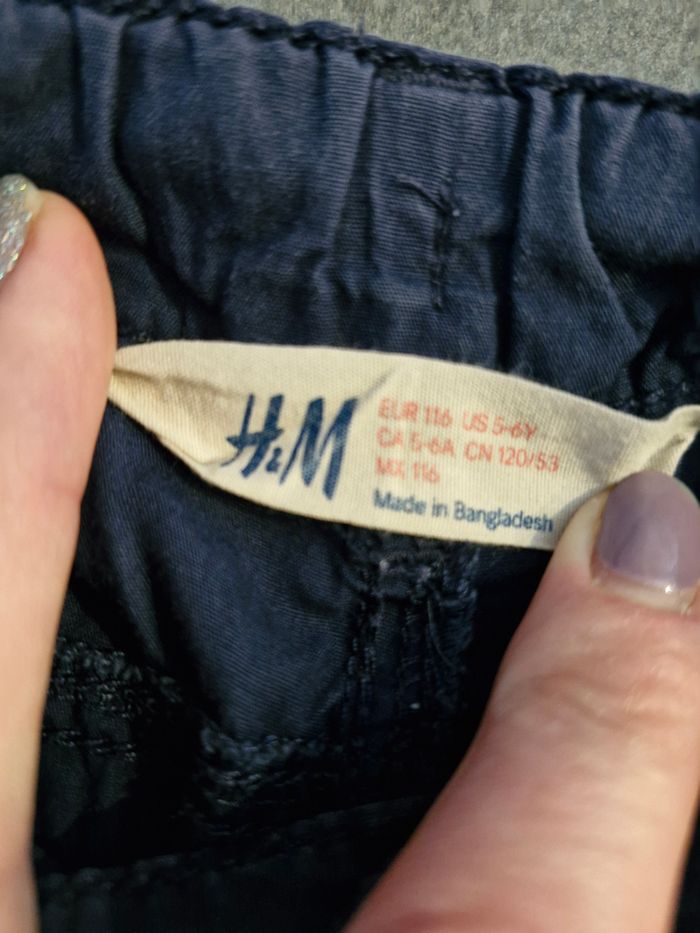 H&M
EUR 116 US 5-6Y
CA 5-6A CN 120/53
MX 116
Made in Bangladesh